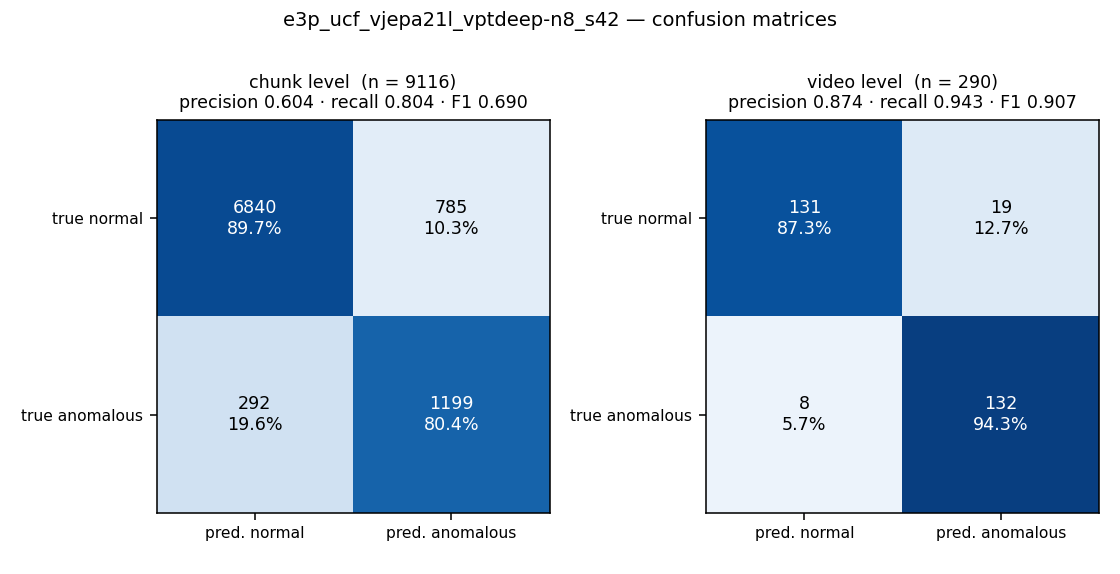 e3p_ucf_vjepa21l_vptdeep-n8_s42 — confusion matrices
chunk level  (n = 9116)
precision 0.604 · recall 0.804 · F1 0.690
true normal
6840
89.7%
785
10.3%
true anomalous
292
19.6%
1199
80.4%
pred. normal
pred. anomalous
video level  (n = 290)
precision 0.874 · recall 0.943 · F1 0.907
true normal
131
87.3%
19
12.7%
true anomalous
8
5.7%
132
94.3%
pred. normal
pred. anomalous